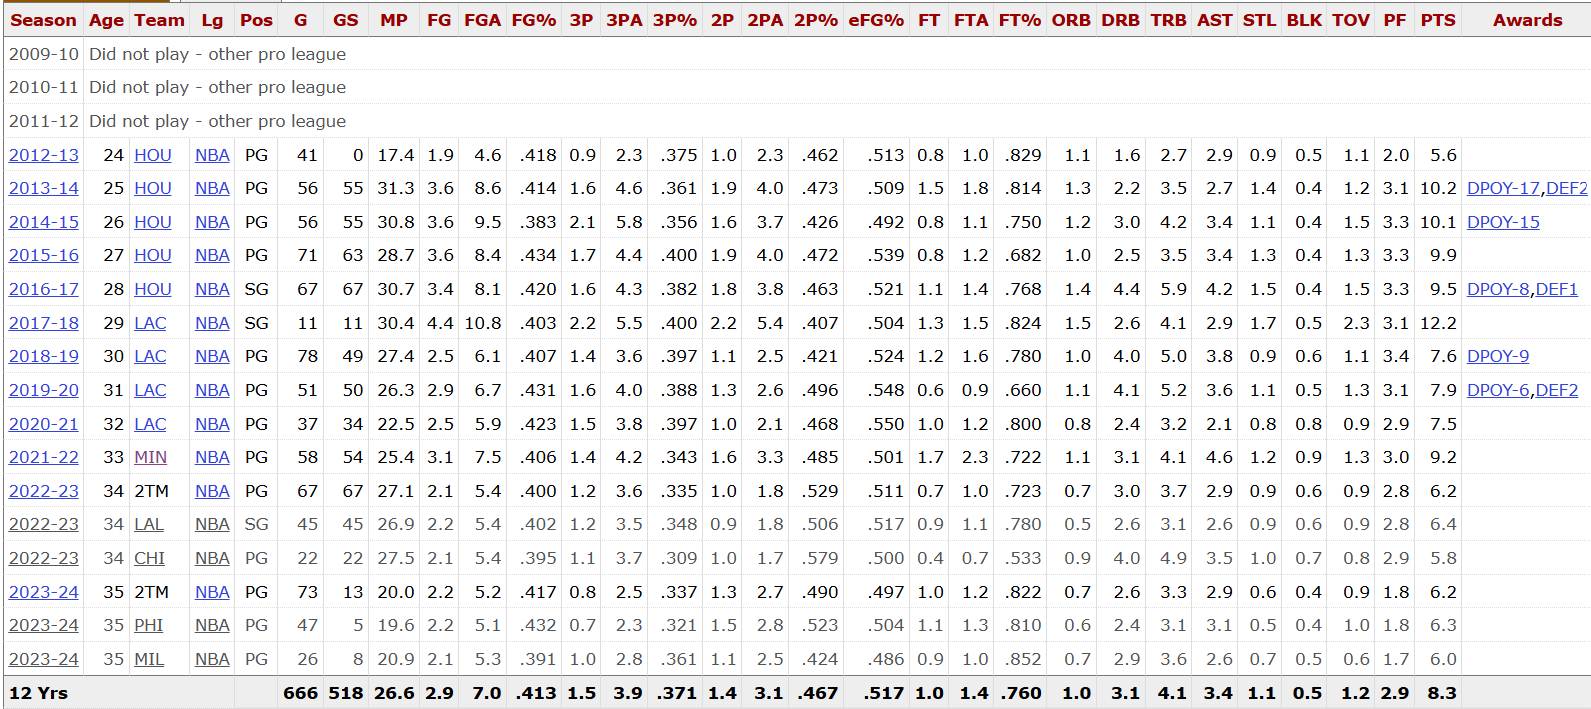 Season Age Team Lg Pos G GS MP FG FGA FG% 3P 3PA 3P% 2P 2PA 2P% eFG% FT FTA FT% ORB DRB TRB AST STL BLK TOV PF PTS Awards
2009-10 Did not play - other pro league
2010-11 Did not play - other pro league
2011-12 Did not play - other pro league
2012-13 24 HOU NBA PG 41 0 17.4 1.9 4.6 .418 0.9 2.3 .375 1.0 2.3 .462 .513 0.8 1.0 .829 1.1 1.6 2.7 2.9 0.9 0.5 1.1 2.0 5.6
2013-14 25 HOU NBA PG 56 55 31.3 3.6 8.6 .414 1.6 4.6 .361 1.9 4.0 .473 .509 1.5 1.8 .814 1.3 2.2 3.5 2.7 1.4 0.4 1.2 3.1 10.2 DPOY-17,DEF2
2014-15 26 HOU NBA PG 56 55 30.8 3.6 9.5 .383 2.1 5.8 .356 1.6 3.7 .426 .492 0.8 1.1 .750 1.2 3.0 4.2 3.4 1.1 0.4 1.5 3.3 10.1 DPOY-15
2015-16 27 HOU NBA PG 71 63 28.7 3.6 8.4 .434 1.7 4.4 .400 1.9 4.0 .472 .539 0.8 1.2 .682 1.0 2.5 3.5 3.4 1.3 0.4 1.3 3.3 9.9
2016-17 28 HOU NBA SG 67 67 30.7 3.4 8.1 .420 1.6 4.3 .382 1.8 3.8 .463 .521 1.1 1.4 .768 1.4 4.4 5.9 4.2 1.5 0.4 1.5 3.3 9.5 DPOY-8,DEF1
2017-18 29 LAC NBA SG 11 11 30.4 4.4 10.8 .403 2.2 5.5 .400 2.2 5.4 .407 .504 1.3 1.5 .824 1.5 2.6 4.1 2.9 1.7 0.5 2.3 3.1 12.2
2018-19 30 LAC NBA PG 78 49 27.4 2.5 6.1 .407 1.4 3.6 .397 1.1 2.5 .421 .524 1.2 1.6 .780 1.0 4.0 5.0 3.8 0.9 0.6 1.1 3.4 7.6 DPOY-9
2019-20 31 LAC NBA PG 51 50 26.3 2.9 6.7 .431 1.6 4.0 .388 1.3 2.6 .496 .548 0.6 0.9 .660 1.1 4.1 5.2 3.6 1.1 0.5 1.3 3.1 7.9 DPOY-6,DEF2
2020-21 32 LAC NBA PG 37 34 22.5 2.5 5.9 .423 1.5 3.8 .397 1.0 2.1 .468 .550 1.0 1.2 .800 0.8 2.4 3.2 2.1 0.8 0.8 0.9 2.9 7.5
2021-22 33 MIN NBA PG 58 54 25.4 3.1 7.5 .406 1.4 4.2 .343 1.6 3.3 .485 .501 1.7 2.3 .722 1.1 3.1 4.1 4.6 1.2 0.9 1.3 3.0 9.2
2022-23 34 2TM NBA PG 67 67 27.1 2.1 5.4 .400 1.2 3.6 .335 1.0 1.8 .529 .511 0.7 1.0 .723 0.7 3.0 3.7 2.9 0.9 0.6 0.9 2.8 6.2
2022-23 34 LAL NBA SG 45 45 26.9 2.2 5.4 .402 1.2 3.5 .348 0.9 1.8 .506 .517 0.9 1.1 .780 0.5 2.6 3.1 2.6 0.9 0.6 0.9 2.8 6.4
2022-23 34 CHI NBA PG 22 22 27.5 2.1 5.4 .395 1.1 3.7 .309 1.0 1.7 .579 .500 0.4 0.7 .533 0.9 4.0 4.9 3.5 1.0 0.7 0.8 2.9 5.8
2023-24 35 2TM NBA PG 73 13 20.0 2.2 5.2 .417 0.8 2.5 .337 1.3 2.7 .490 .497 1.0 1.2 .822 0.7 2.6 3.3 2.9 0.6 0.4 0.9 1.8 6.2
2023-24 35 PHI NBA PG 47 5 19.6 2.2 5.1 .432 0.7 2.3 .321 1.5 2.8 .523 .504 1.1 1.3 .810 0.6 2.4 3.1 3.1 0.5 0.4 1.0 1.8 6.3
2023-24 35 MIL NBA PG 26 8 20.9 2.1 5.3 .391 1.0 2.8 .361 1.1 2.5 .424 .486 0.9 1.0 .852 0.7 2.9 3.6 2.6 0.7 0.5 0.6 1.7 6.0
12 Yrs 666 518 26.6 2.9 7.0 .413 1.5 3.9 .371 1.4 3.1 .467 .517 1.0 1.4 .760 1.0 3.1 4.1 3.4 1.1 0.5 1.2 2.9 8.3